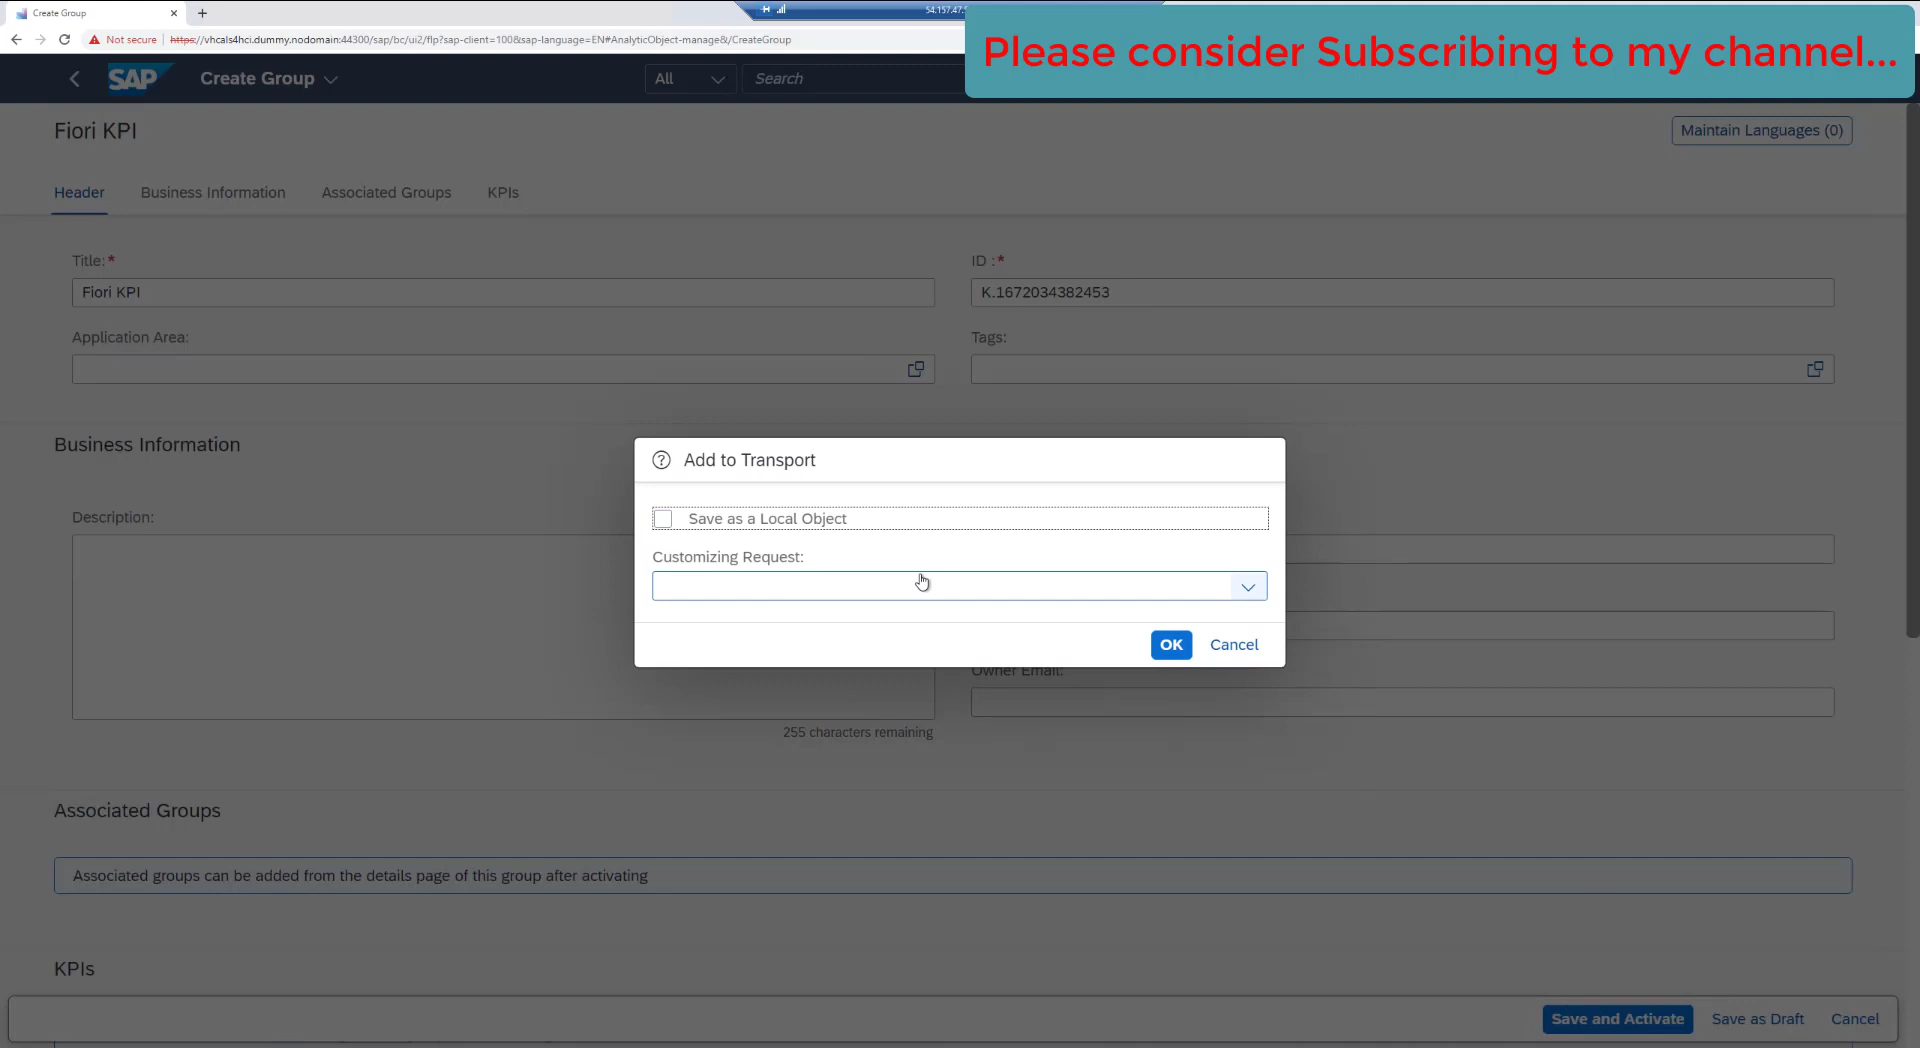 Create Group
54.157.47.
Please consider Subscribing to my channel...
Not secure
https://vhcals4hci.dummy.nodomain:44300/sap/bc/ui2/flp?sap-client=100&sap-language=EN#AnalyticObject-manage&/CreateGroup
SAP
Create Group
All
Search
Fiori KPI
Maintain Languages (0)
Header
Business Information
Associated Groups
KPIs
Title:*
ID :*
Fiori KPI
K.1672034382453
Application Area:
Tags:
Business Information
Add to Transport
Description:
Save as a Local Object
Customizing Request:
OK
Cancel
Owner Email:
255 characters remaining
Associated Groups
Associated groups can be added from the details page of this group after activating
KPIs
Save and Activate
Save as Draft
Cancel